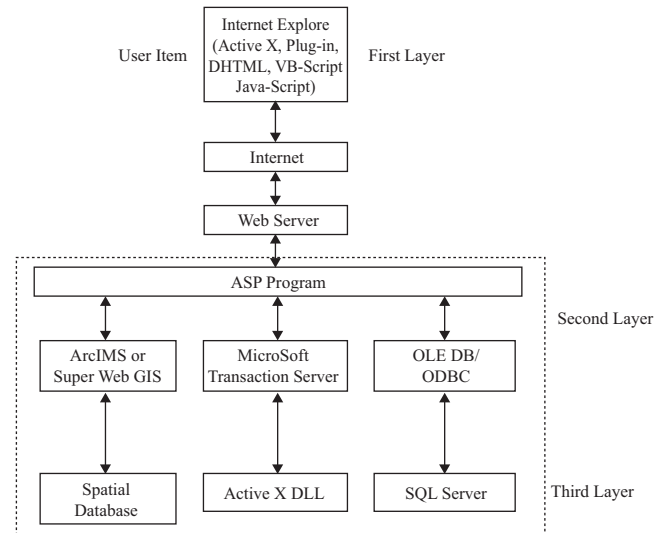 Internet Explore
(Active X, Plug-in,
DHTML, VB-Script
Java-Script)
User Item
First Layer
Internet
Web Server
ASP Program
Second Layer
ArcIMS or
Super Web GIS
MicroSoft
Transaction Server
OLE DB/
ODBC
Spatial
Database
Active X DLL
SQL Server
Third Layer